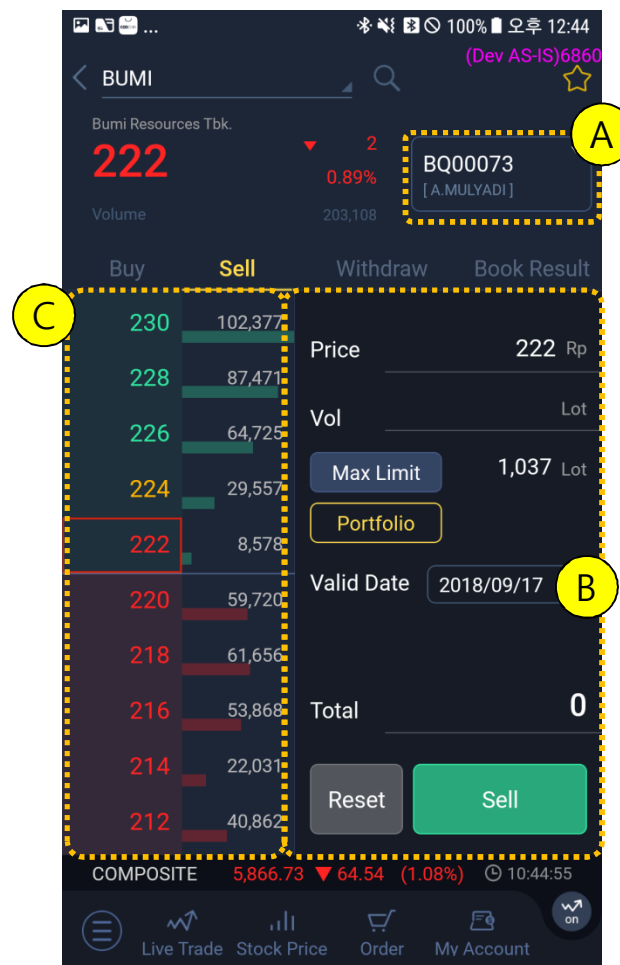 ... 100% 오후 12:44
(Dev AS-IS)6860
BUMI
Bumi Resources Tbk.
222 2
0.89%
Volume 203,108
A
BQ00073
[ A.MULYADI ]
Buy Sell Withdraw Book Result
C
230 102,377
228 87,471
226 64,725
224 29,557
222 8,578
220 59,720
218 61,656
216 53,868
214 22,031
212 40,862
Price 222 Rp
Vol Lot
Max Limit 1,037 Lot
Portfolio
Valid Date 2018/09/17 B
Total 0
Reset Sell
COMPOSITE 5,866.73 ▼ 64.54 (1.08%) 10:44:55
Live Trade Stock Price Order My Account on